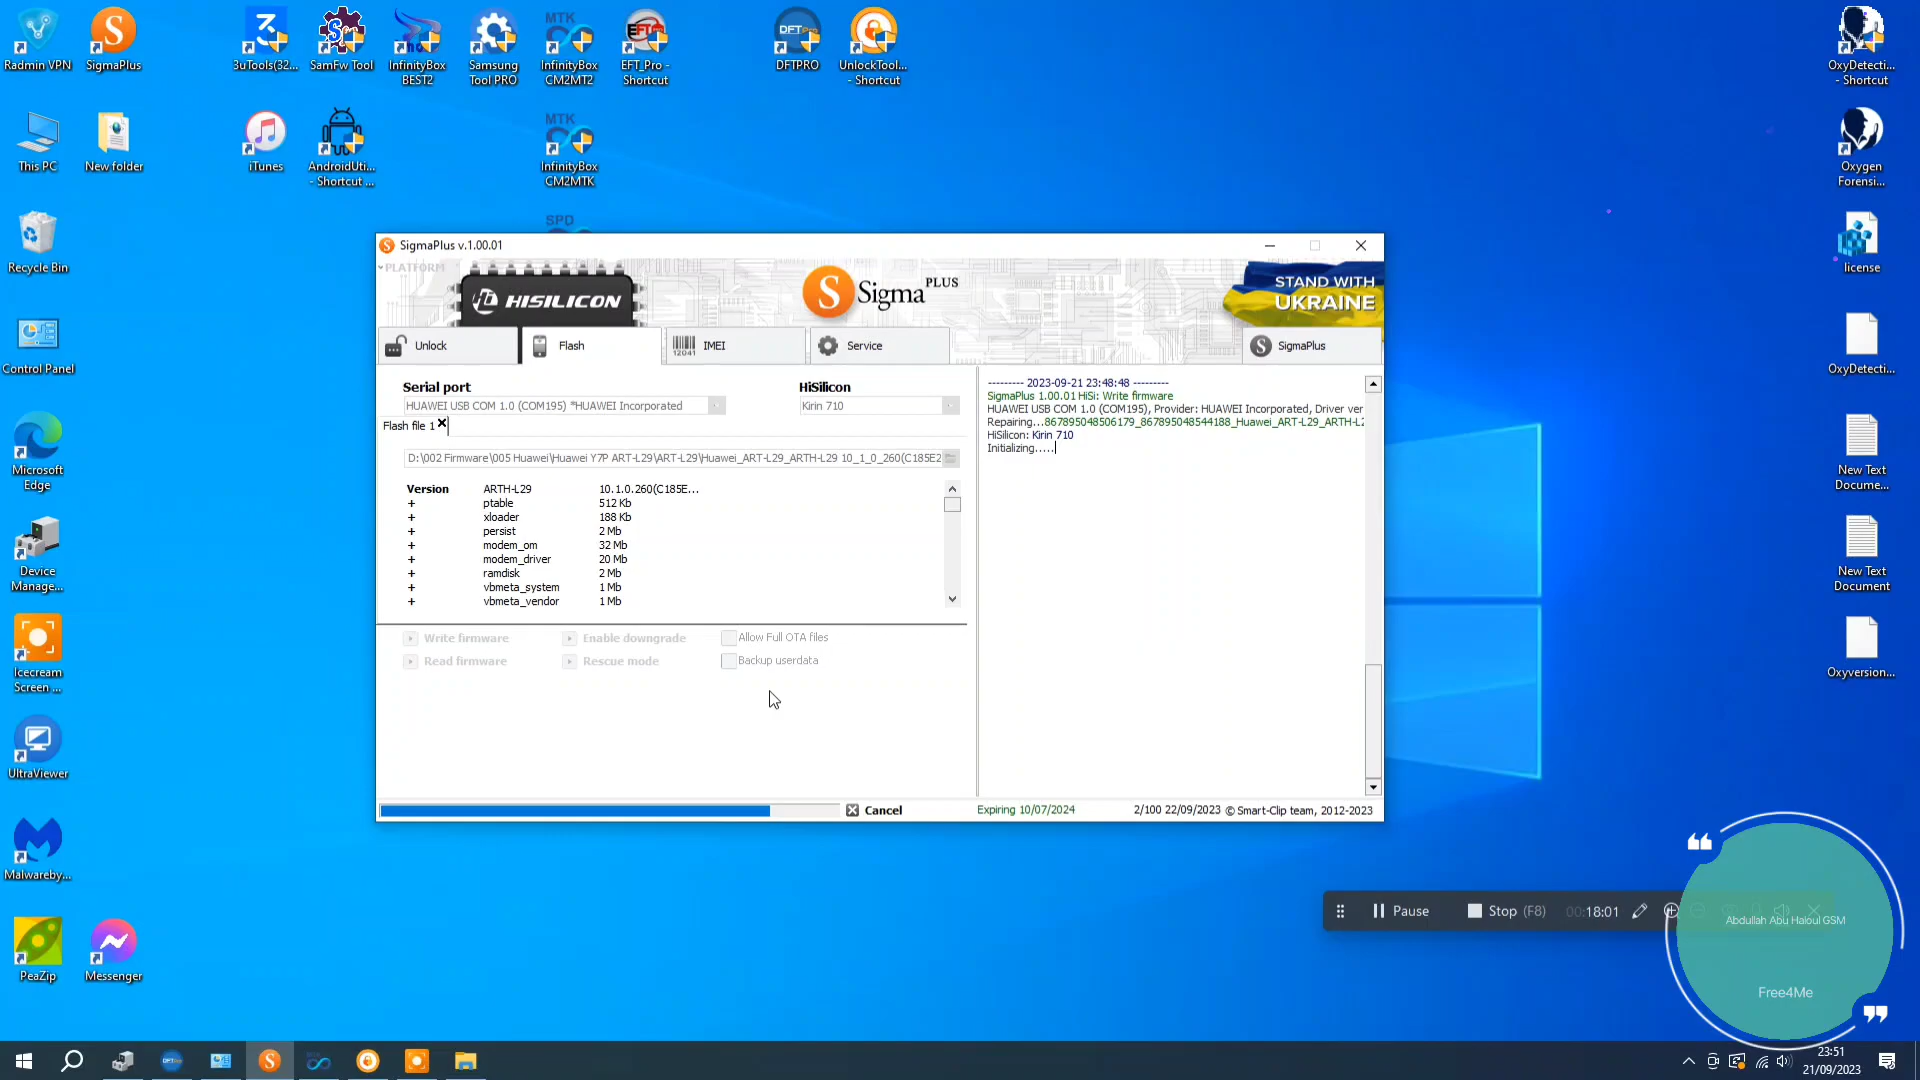 Radmin VPN
SigmaPlus
3uTools(32...
SamFw Tool
InfinityBox
BEST2
Samsung
Tool PRO
MTK
InfinityBox
CM2MT2
EFT
EFT_Pro -
Shortcut
DFTPro
DFTPRO
UnlockTool...
- Shortcut
OxyDetecti...
- Shortcut
This PC
New folder
iTunes
AndroidUti...
- Shortcut ...
MTK
InfinityBox
CM2MTK
Oxygen
Forensi...
SPD
Recycle Bin
license
Control Panel
OxyDetecti...
Microsoft
Edge
New Text
Docume...
Device
Manage...
New Text
Document
Icecream
Screen ...
Oxyversion...
UltraViewer
Malwareby...
PeaZip
Messenger
SigmaPlus v.1.00.01
PLATFORM
HISILICON
S Sigma PLUS
STAND WITH
UKRAINE
Unlock
Flash
12041
IMEI
Service
SigmaPlus
Serial port
HiSilicon
HUAWEI USB COM 1.0 (COM195) *HUAWEI Incorporated
Kirin 710
Flash file 1
D:\002 Firmware\005 Huawei\Huawei Y7P ART-L29\ART-L29\Huawei_ART-L29_ARTH-L29 10_1_0_260(C185E2
Version ARTH-L29 10.1.0.260(C185E...
+ ptable 512 Kb
+ xloader 188 Kb
+ persist 2 Mb
+ modem_om 32 Mb
+ modem_driver 20 Mb
+ ramdisk 2 Mb
+ vbmeta_system 1 Mb
+ vbmeta_vendor 1 Mb
Write firmware
Enable downgrade
Allow Full OTA files
Read firmware
Rescue mode
Backup userdata
--------- 2023-09-21 23:48:48 ---------
SigmaPlus 1.00.01 HiSi: Write firmware
HUAWEI USB COM 1.0 (COM195), Provider: HUAWEI Incorporated, Driver ver
Repairing...867895048506179_867895048544188_Huawei_ART-L29_ARTH-L2
HiSilicon: Kirin 710
Initializing.....
Cancel
Expiring 10/07/2024
2/100 22/09/2023 © Smart-Clip team, 2012-2023
Pause
Stop (F8)
00:18:01
Abdullah Abu Haloul GSM
Free4Me
23:51
21/09/2023